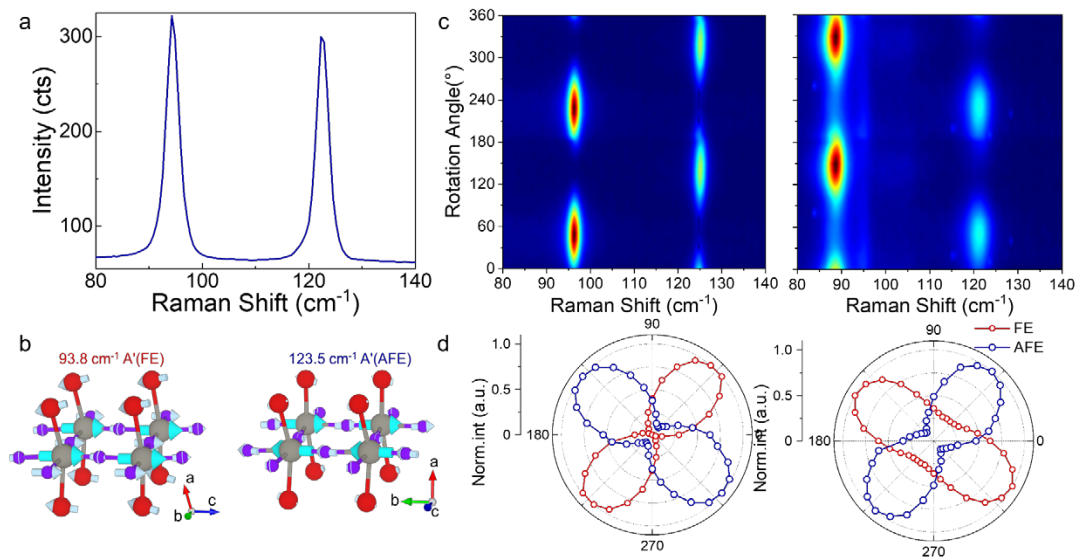 a
Intensity (cts)
300
200
100
80
100
120
140
Raman Shift (cm⁻¹)
c
Rotation Angle(°)
360
300
240
180
120
60
0
80 90 100 110 120 130 140
Raman Shift (cm⁻¹)
80 90 100 110 120 130 140
Raman Shift (cm⁻¹)
b
93.8 cm⁻¹ A'(FE)
123.5 cm⁻¹ A'(AFE)
a
b
c
a
b
c
d
Norm.int (a.u.)
1.0
0.5
0
90
180
270
Norm.int (a.u.)
1.0
0.5
0
90
180
0
270
FE
AFE